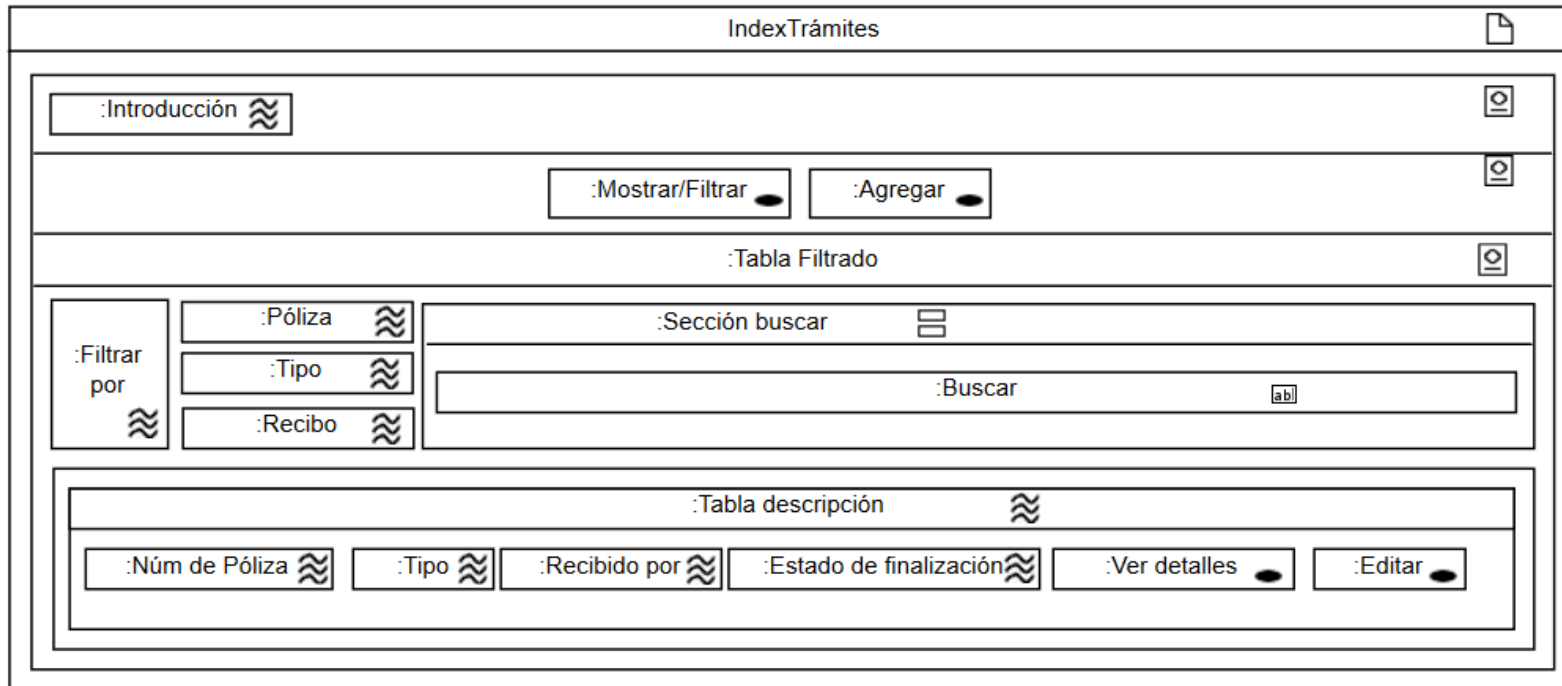 IndexTrámites
:Introducción
:Mostrar/Filtrar :Agregar
:Tabla Filtrado
:Filtrar
por
:Póliza
:Tipo
:Recibo
:Sección buscar
:Buscar
ab
:Tabla descripción
:Núm de Póliza :Tipo :Recibido por :Estado de finalización :Ver detalles :Editar